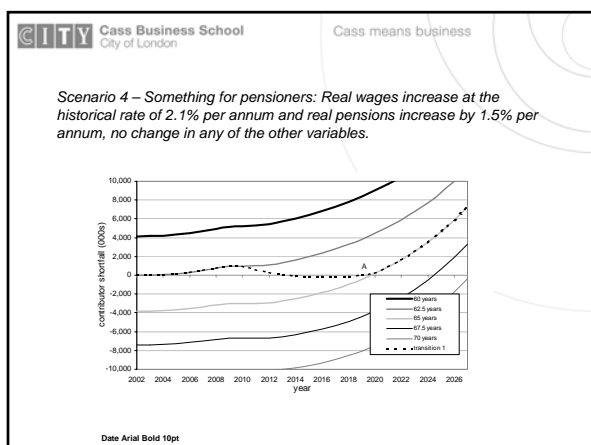 CITY Cass Business School
City of London
Cass means business
Scenario 4 – Something for pensioners: Real wages increase at the
historical rate of 2.1% per annum and real pensions increase by 1.5% per
annum, no change in any of the other variables.
contributor shortfall (000s)
10,000
8,000
6,000
4,000
2,000
0
-2,000
-4,000
-6,000
-8,000
-10,000
A
60 years
62.5 years
65 years
67.5 years
70 years
transition 1
2002 2004 2006 2008 2010 2012 2014 2016 2018 2020 2022 2024 2026
year
Date Arial Bold 10pt